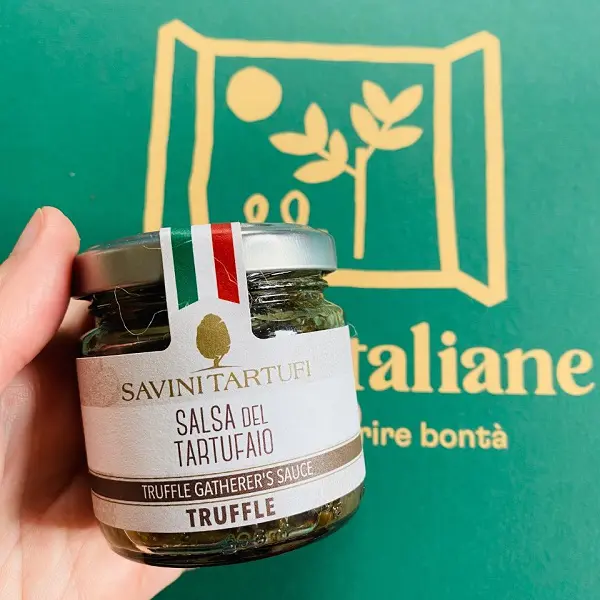 taliane
rire bontà
SAVINI TARTUFI
SALSA DEL
TARTUFAIO
TRUFFLE GATHERER'S SAUCE
TRUFFLE